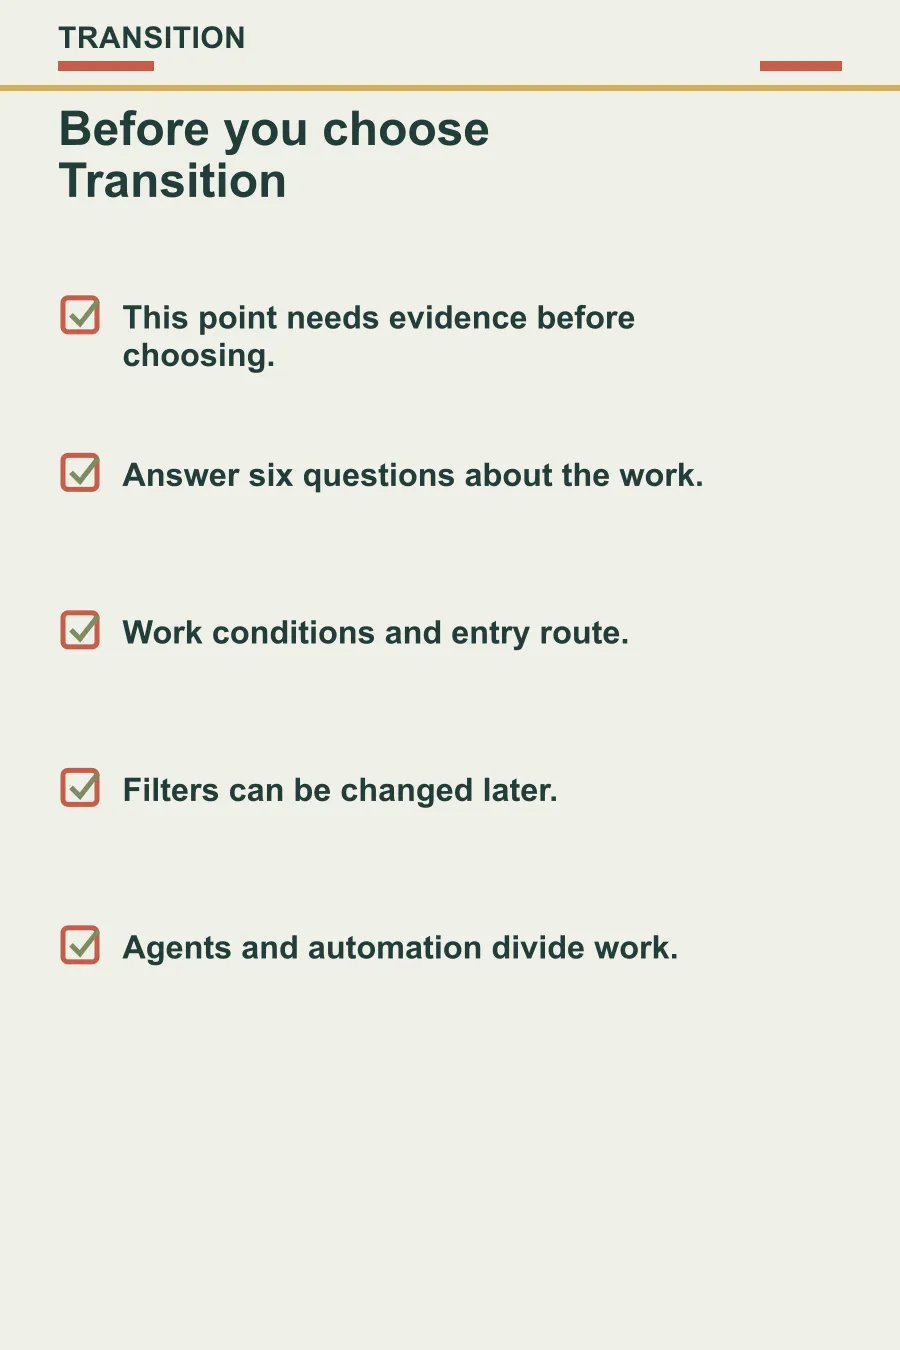 TRANSITION
Before you choose
Transition
This point needs evidence before
choosing.
Answer six questions about the work.
Work conditions and entry route.
Filters can be changed later.
Agents and automation divide work.